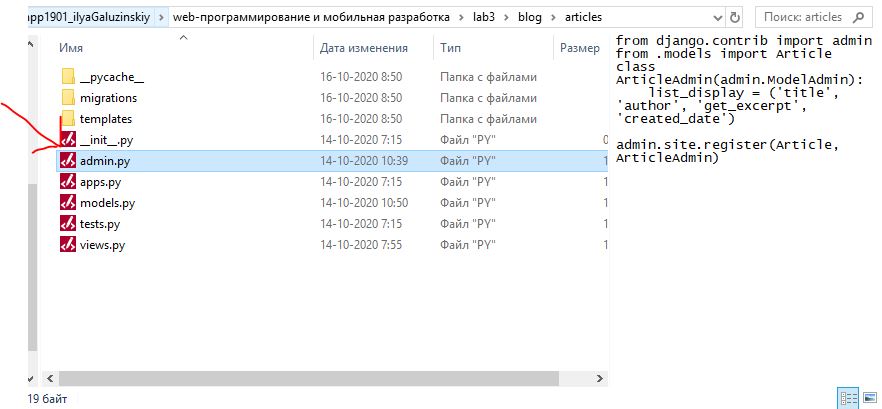 app1901_ilyaGaluzinskiy > web-программирование и мобильная разработка > lab3 > blog > articles
Поиск: articles
Имя Дата изменения Тип Размер
__pycache__ 16-10-2020 8:50 Папка с файлами
migrations 16-10-2020 8:50 Папка с файлами
templates 16-10-2020 8:50 Папка с файлами
__init__.py 14-10-2020 7:15 Файл "PY" 0
admin.py 14-10-2020 10:39 Файл "PY" 1
apps.py 14-10-2020 7:15 Файл "PY" 1
models.py 14-10-2020 10:50 Файл "PY" 1
tests.py 14-10-2020 7:15 Файл "PY" 1
views.py 14-10-2020 7:55 Файл "PY" 1
from django.contrib import admin
from .models import Article
class
ArticleAdmin(admin.ModelAdmin):
    list_display = ('title',
'author', 'get_excerpt',
'created_date')
admin.site.register(Article,
ArticleAdmin)
19 байт